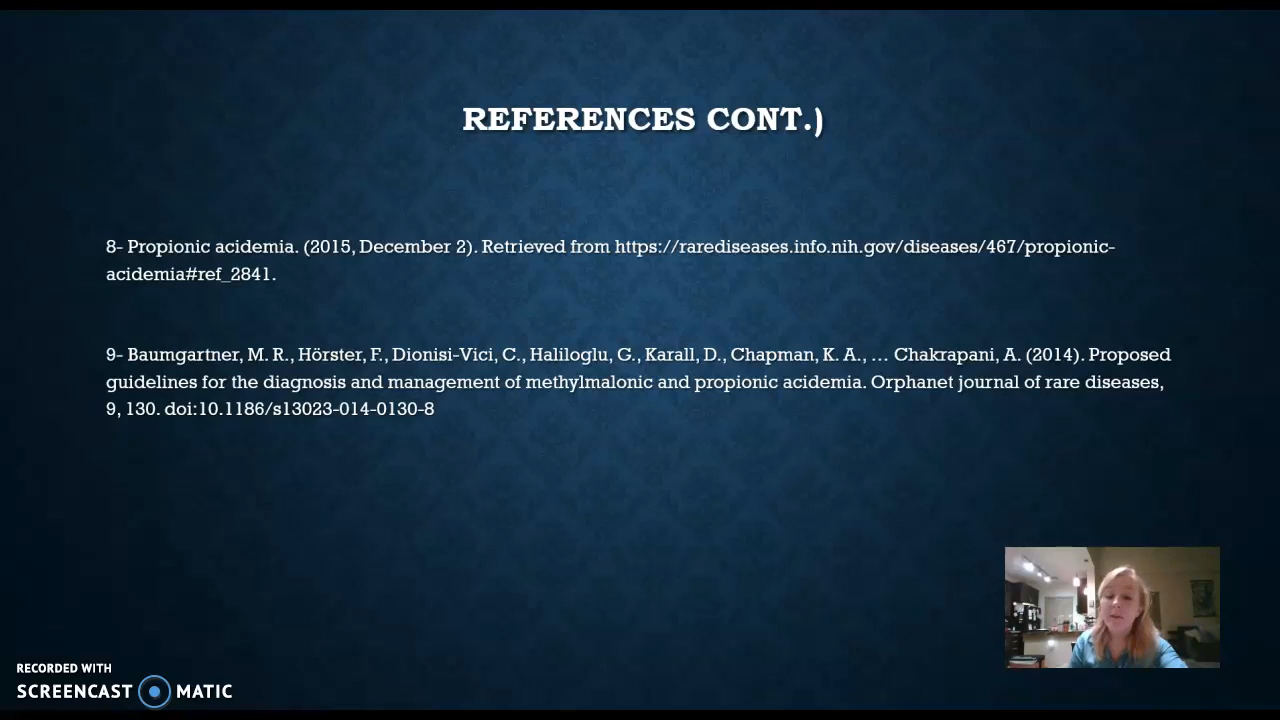 REFERENCES CONT.)
8- Propionic acidemia. (2015, December 2). Retrieved from https://rarediseases.info.nih.gov/diseases/467/propionic-
acidemia#ref_2841.
9- Baumgartner, M. R., Hörster, F., Dionisi-Vici, C., Haliloglu, G., Karall, D., Chapman, K. A., … Chakrapani, A. (2014). Proposed
guidelines for the diagnosis and management of methylmalonic and propionic acidemia. Orphanet journal of rare diseases,
9, 130. doi:10.1186/s13023-014-0130-8
RECORDED WITH
SCREENCAST MATIC